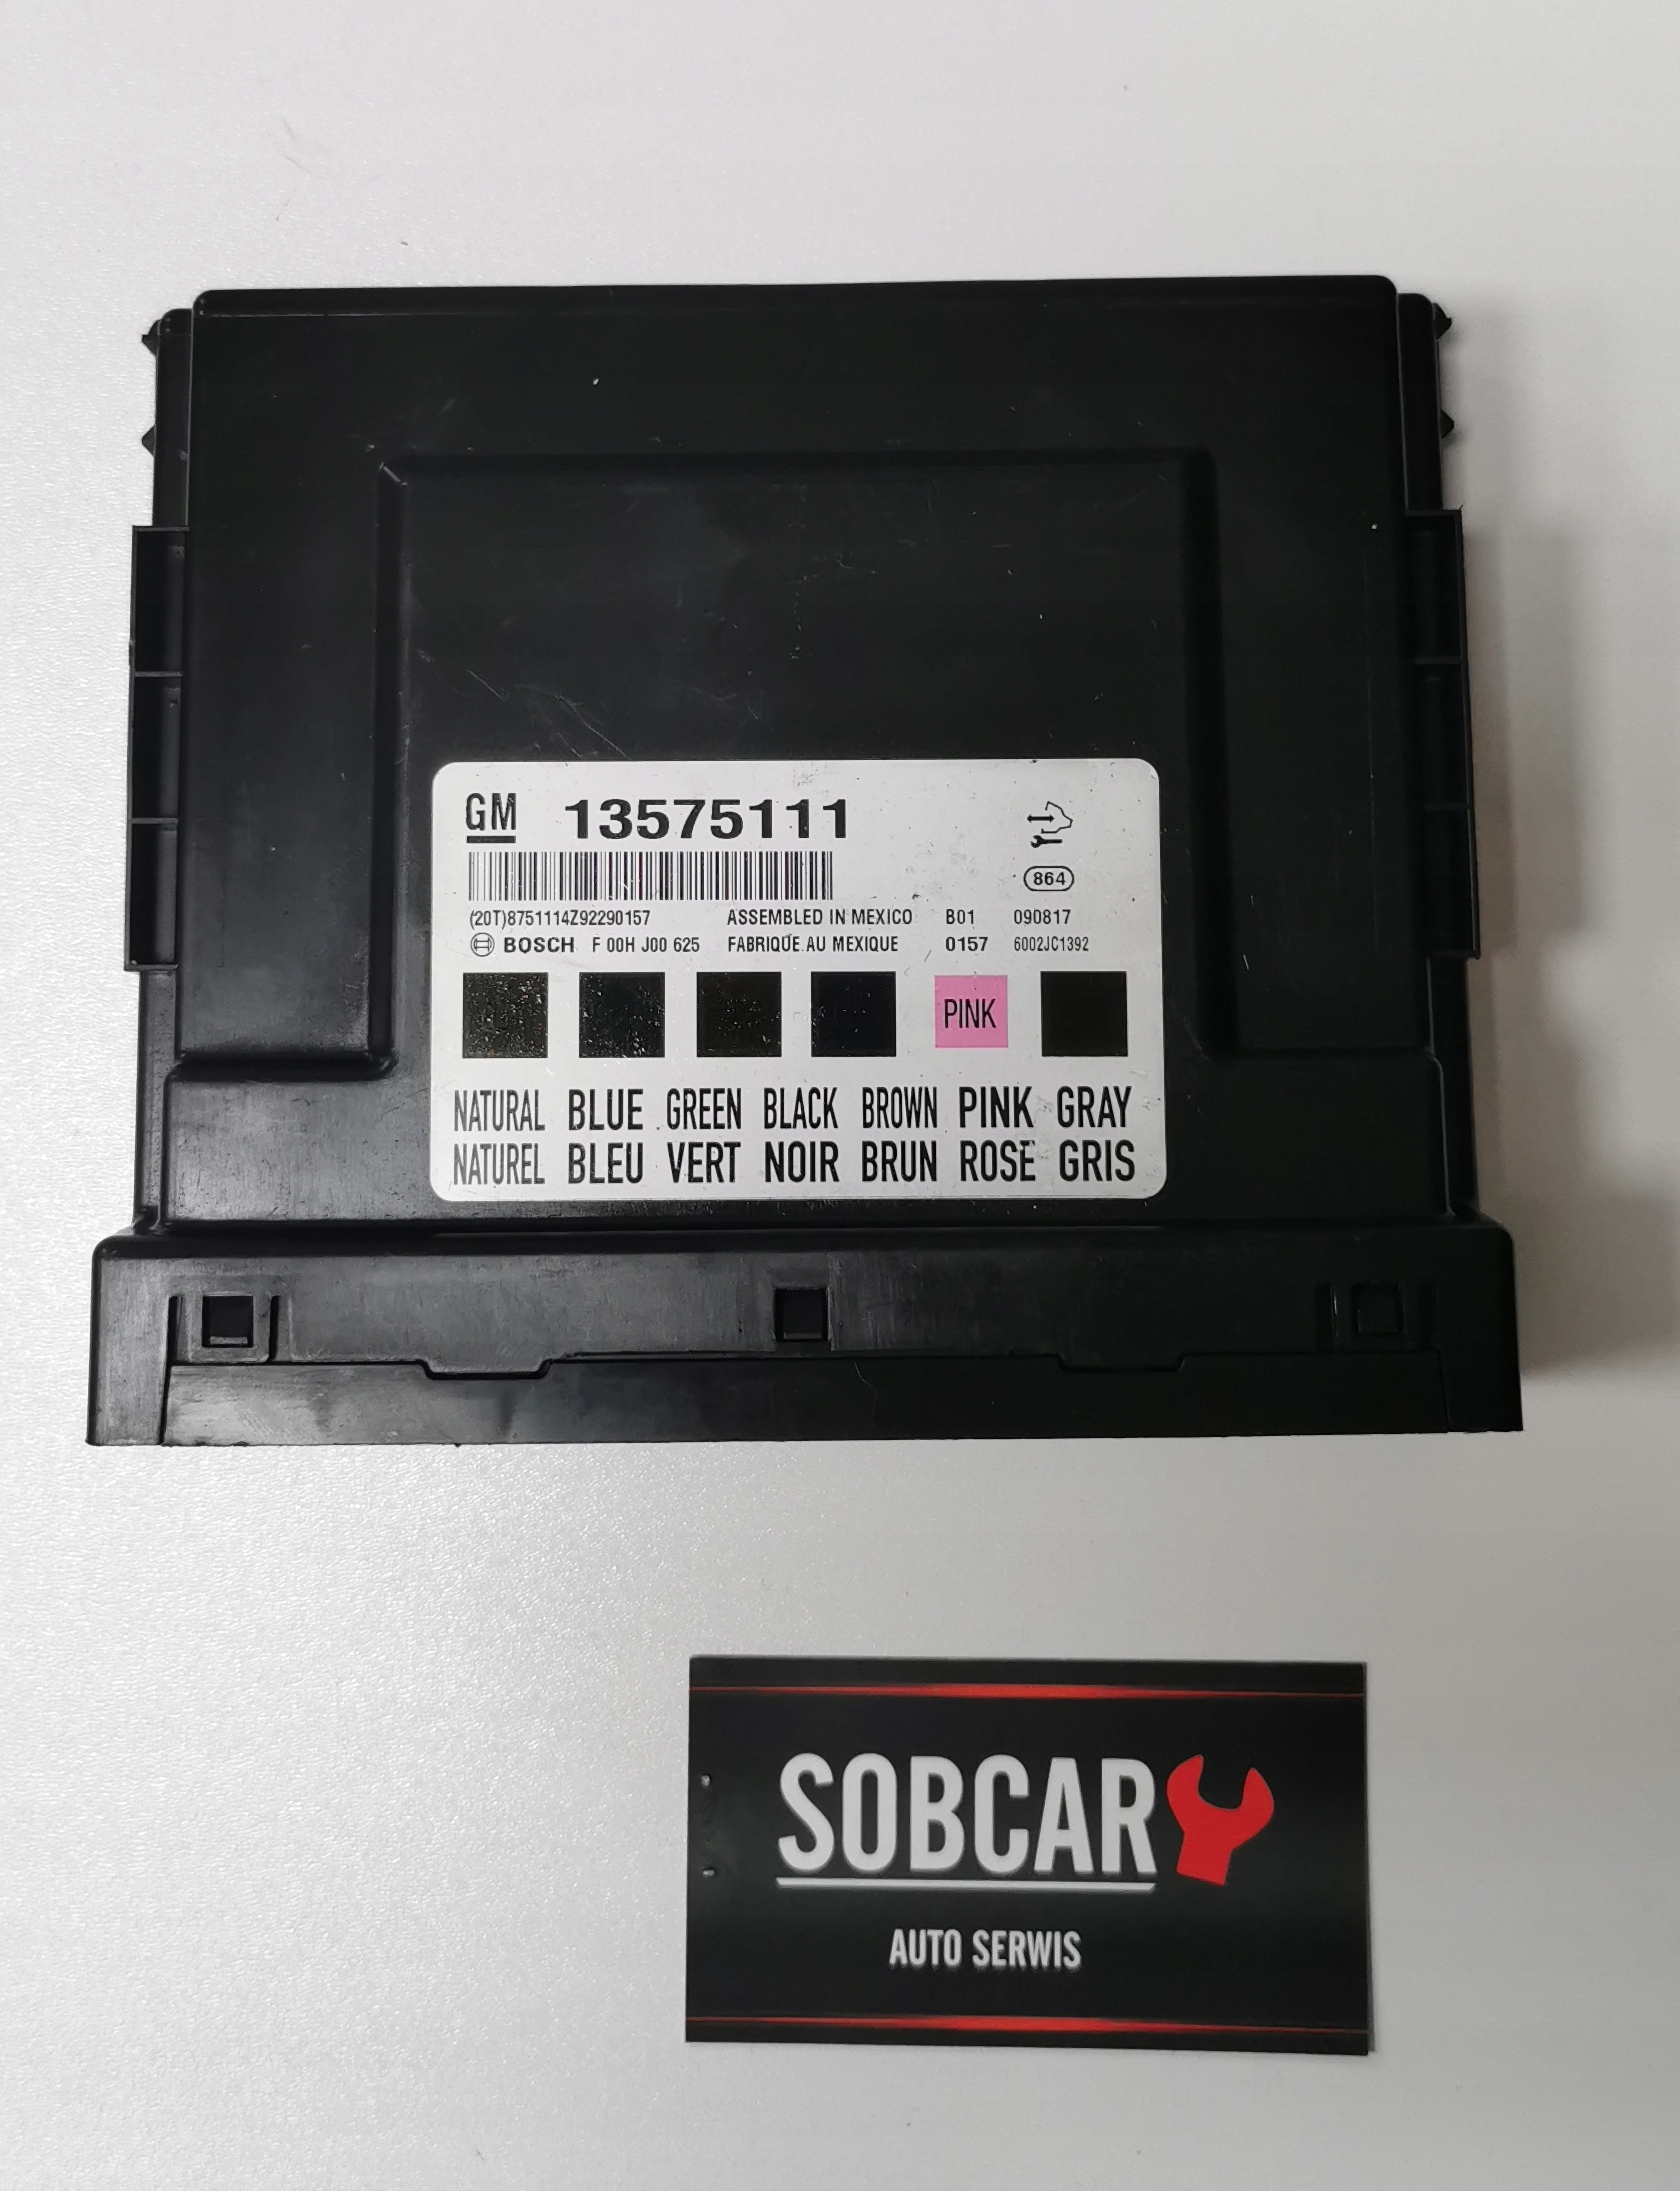 GM 13575111
864
(20T)8751114Z92290157 ASSEMBLED IN MEXICO B01 090817
BOSCH F 00H J00 625 FABRIQUE AU MEXIQUE 0157 6002JC1392
PINK
NATURAL BLUE GREEN BLACK BROWN PINK GRAY
NATUREL BLEU VERT NOIR BRUN ROSE GRIS
SOBCAR
AUTO SERWIS